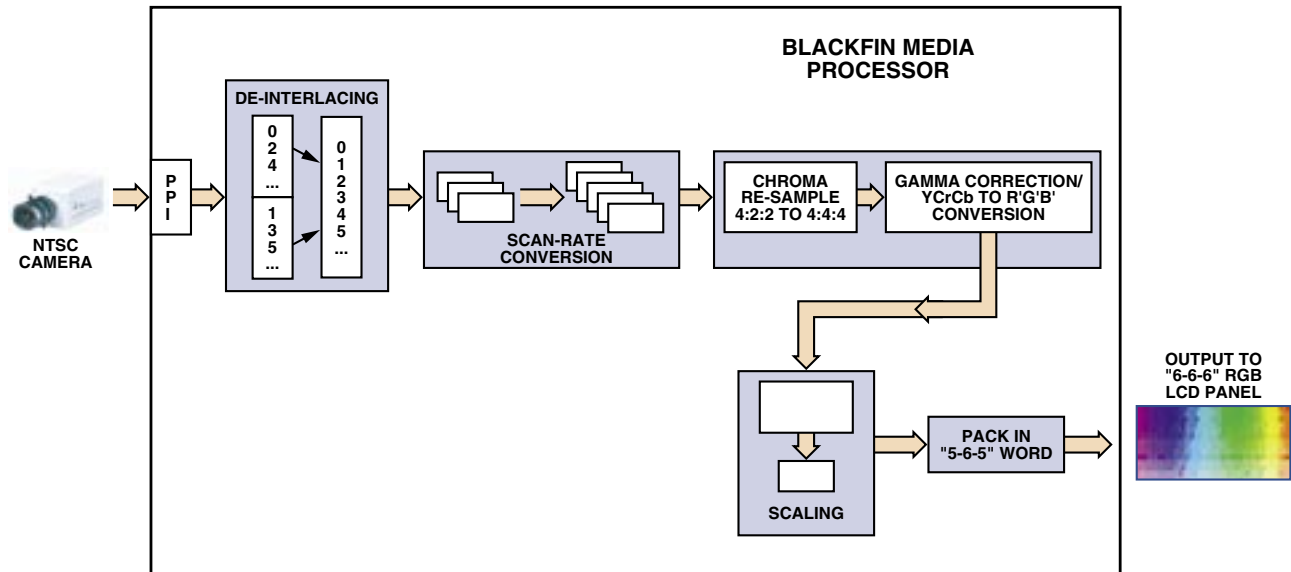 BLACKFIN MEDIA
PROCESSOR
NTSC
CAMERA
P
P
I
DE-INTERLACING
0
2
4
...
1
3
5
...
0
1
2
3
4
5
...
SCAN-RATE
CONVERSION
CHROMA
RE-SAMPLE
4:2:2 TO 4:4:4
GAMMA CORRECTION/
YCrCb TO R'G'B'
CONVERSION
SCALING
PACK IN
"5-6-5" WORD
OUTPUT TO
"6-6-6" RGB
LCD PANEL